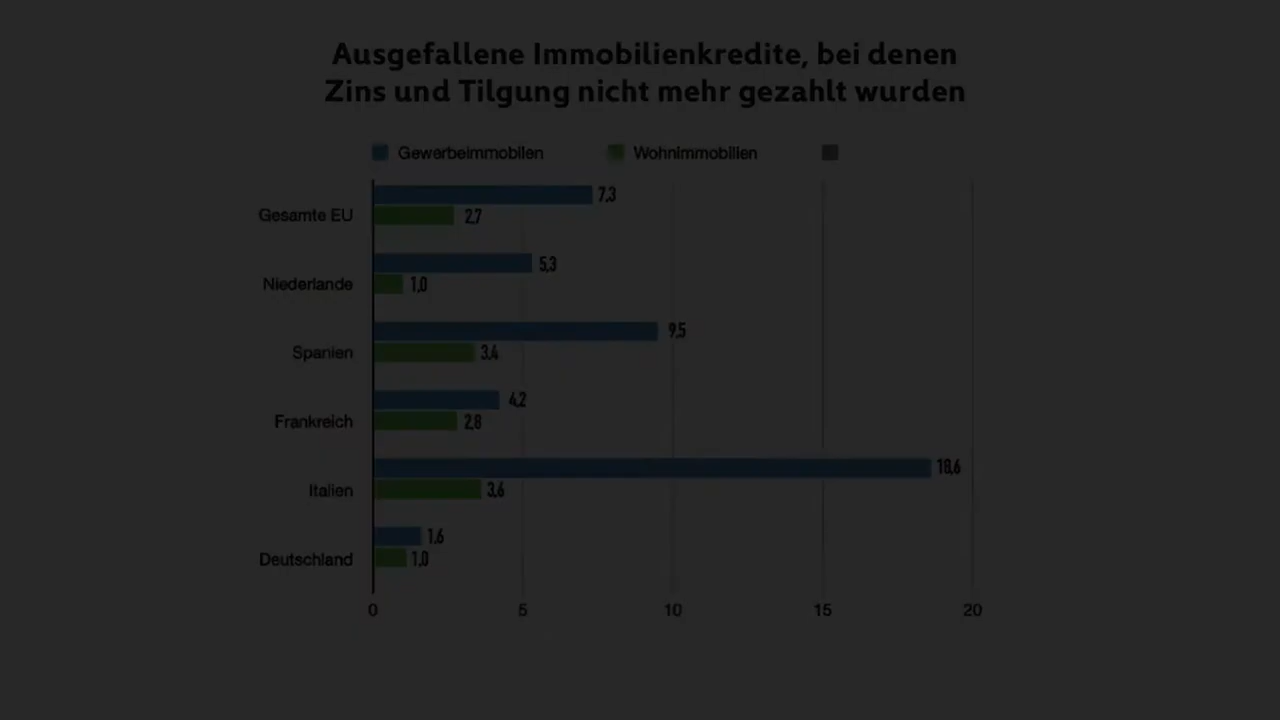 Ausgefallene Immobilienkredite, bei denen
Zins und Tilgung nicht mehr gezahlt wurden
Gewerbeimmobilen Wohnimmobilien
Gesamte EU 7,3
2,7
Niederlande 5,3
1,0
Spanien 9,5
3,4
Frankreich 4,2
2,8
Italien 18,6
3,6
Deutschland 1,6
1,0
0 5 10 15 20